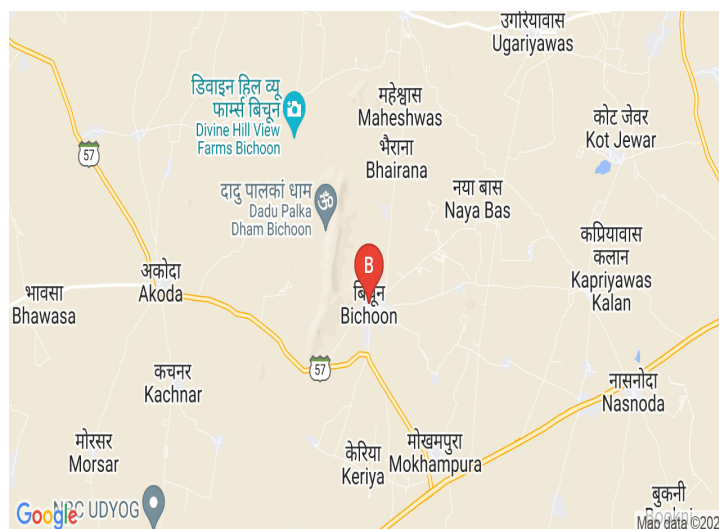 उगरियावास
Ugariyawas
डिवाइन हिल व्यू
फार्म्स बिचून
Divine Hill View
Farms Bichoon
महेश्वास
Maheshwas
भैराना
Bhairana
कोट जेवर
Kot Jewar
57
दादु पालकां धाम
Dadu Palka
Dham Bichoon
नया बास
Naya Bas
कप्रियावास
कलान
Kapriyawas
Kalan
B
Bichoon
अकोदा
Akoda
भावसा
Bhawasa
57
कचनर
Kachnar
नासनोदा
Nasnoda
मोरसर
Morsar
केरिया
Keriya
मोखमपुरा
Mokhampura
बुकनी
UDYOG
Google
Map data ©202